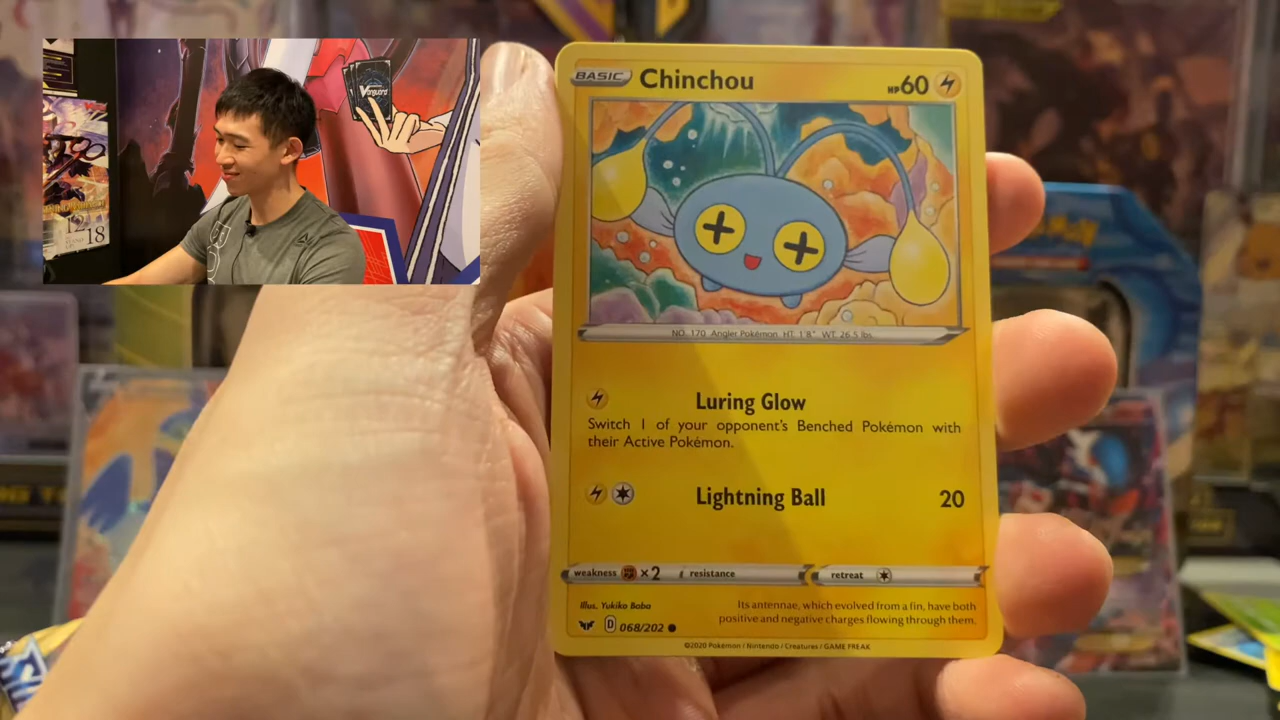 BASIC Chinchou HP60
NO. 170 Angler Pokémon HT. 1'8" WT. 26.5 lbs.
Luring Glow
Switch 1 of your opponent's Benched Pokémon with
their Active Pokémon.
Lightning Ball 20
weakness ×2 resistance retreat
Illus. Yukiko Baba
Its antennae, which evolved from a fin, have both
positive and negative charges flowing through them.
D 068/202
©2020 Pokémon / Nintendo / Creatures / GAME FREAK
12
18